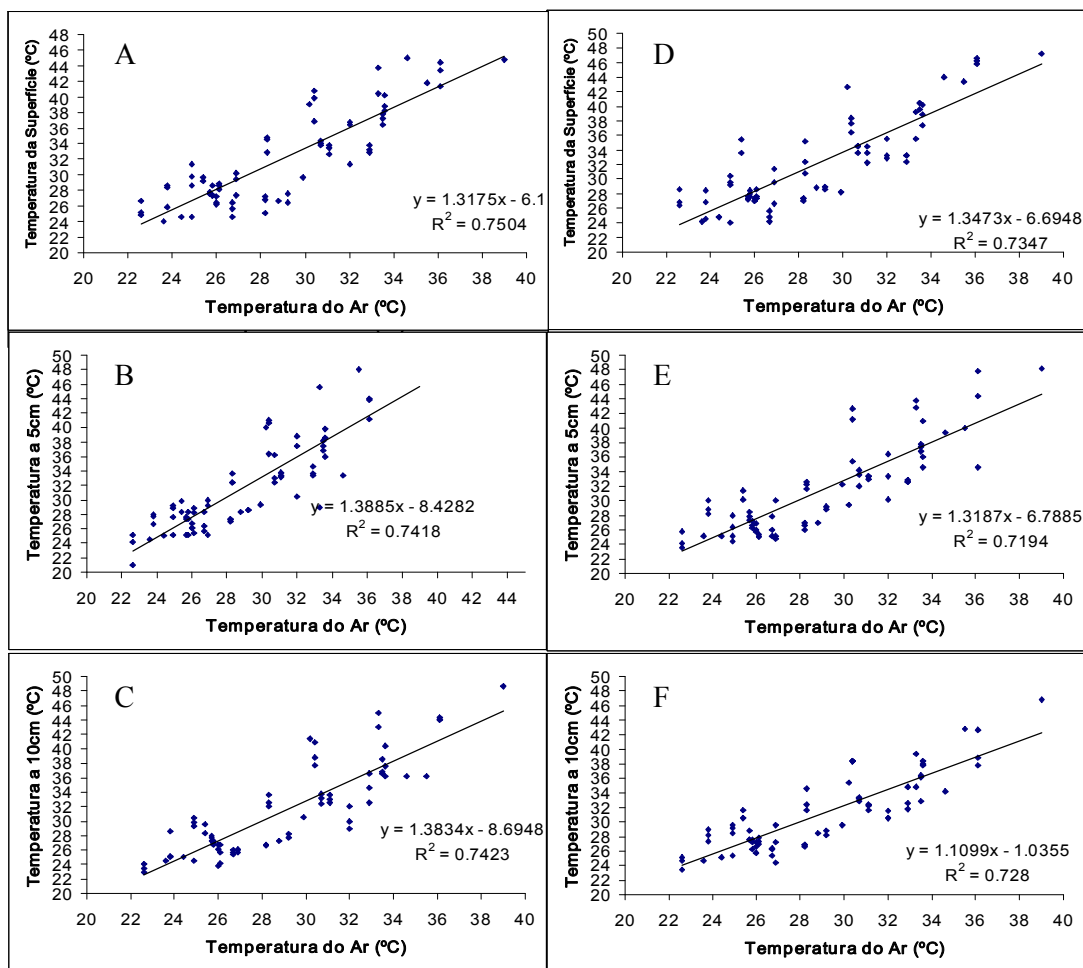 A
Temperatura da Superfície (ºC)
48
46
44
42
40
38
36
34
32
30
28
26
24
22
20
y = 1.3175x - 6.1
R² = 0.7504
20 22 24 26 28 30 32 34 36 38 40
Temperatura do Ar (ºC)
D
Temperatura da Superfície (ºC)
50
48
46
44
42
40
38
36
34
32
30
28
26
24
22
20
y = 1.3473x - 6.6948
R² = 0.7347
20 22 24 26 28 30 32 34 36 38 40
Temperatura do Ar (ºC)
B
Temperatura a 5cm (ºC)
50
48
46
44
42
40
38
36
34
32
30
28
26
24
22
20
y = 1.3885x - 8.4282
R² = 0.7418
20 22 24 26 28 30 32 34 36 38 40 42 44
Temperatura do Ar (ºC)
E
Temperatura a 5cm (ºC)
50
48
46
44
42
40
38
36
34
32
30
28
26
24
22
20
y = 1.3187x - 6.7885
R² = 0.7194
20 22 24 26 28 30 32 34 36 38 40
Temperatura do Ar (ºC)
C
Temperatura a 10cm (ºC)
50
48
46
44
42
40
38
36
34
32
30
28
26
24
22
20
y = 1.3834x - 8.6948
R² = 0.7423
20 22 24 26 28 30 32 34 36 38 40
Temperatura do Ar (ºC)
F
Temperatura a 10cm (ºC)
50
48
46
44
42
40
38
36
34
32
30
28
26
24
22
20
y = 1.1099x - 1.0355
R² = 0.728
20 22 24 26 28 30 32 34 36 38 40
Temperatura do Ar (ºC)